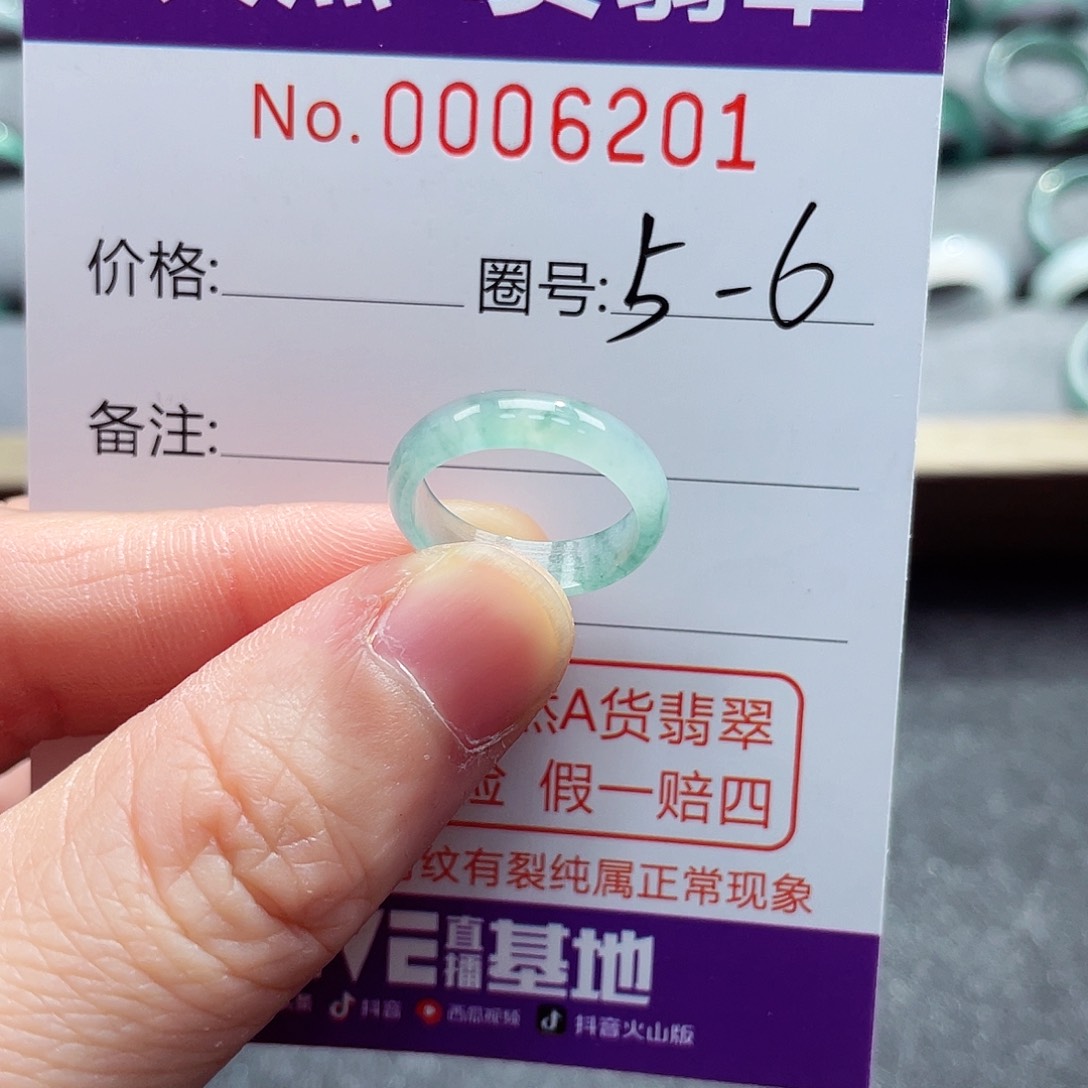 No. 0006201
价格: 圈号: 5-6
备注:
A货翡翠
假一赔四
纹有裂纯属正常现象
VE 直播 基地
抖音 西瓜视频 抖音火山版